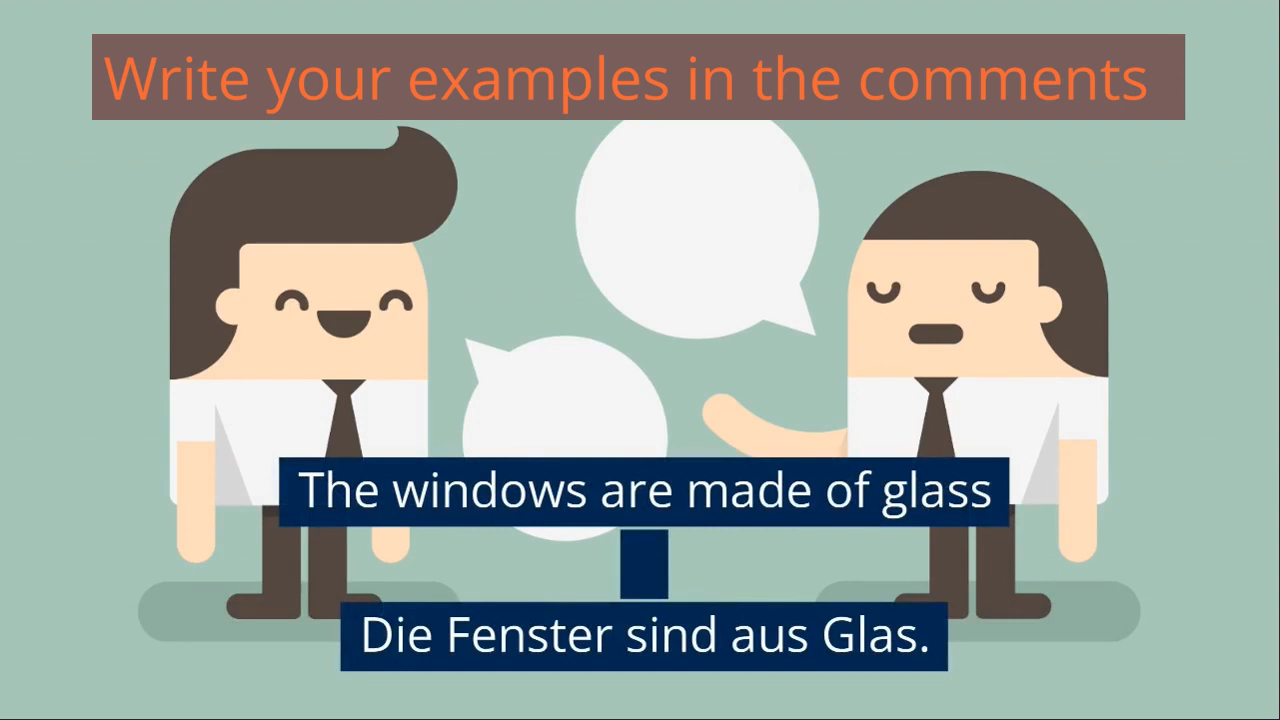 Write your examples in the comments
The windows are made of glass
Die Fenster sind aus Glas.